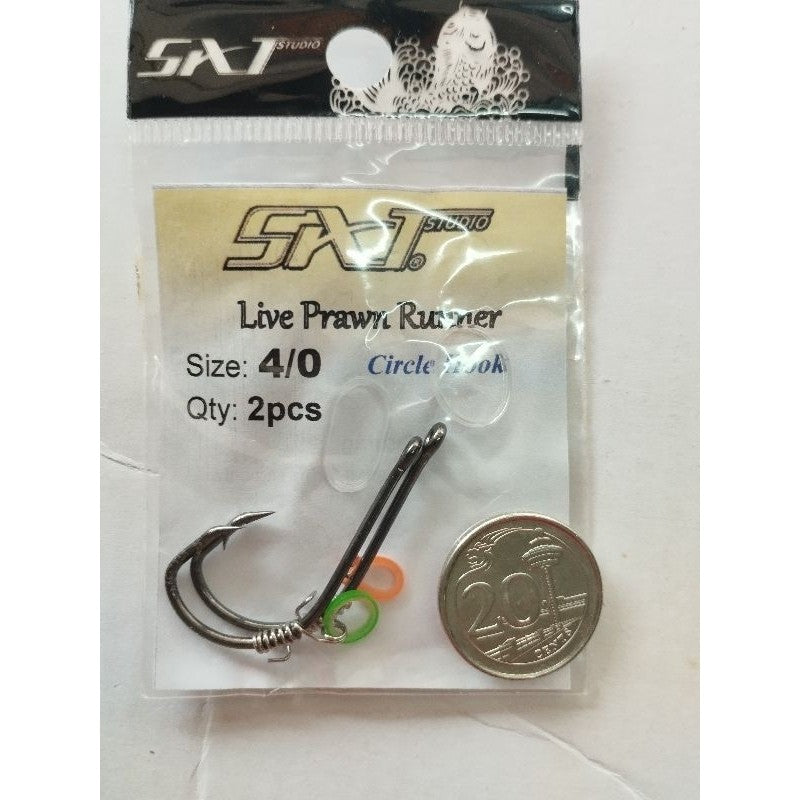 SXT STUDIO
SXT STUDIO ®
Live Prawn Runner
Size: 4/0 Circle Hook
Qty: 2pcs
20
CENTS